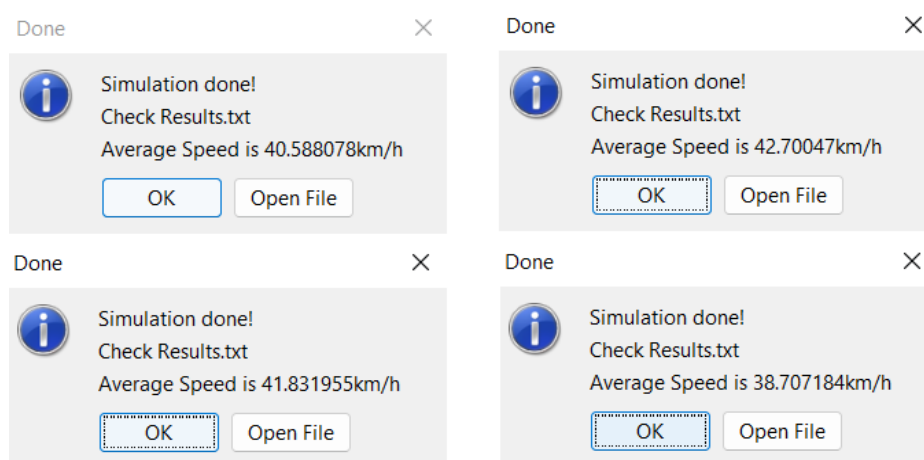 Done
Simulation done!
Check Results.txt
Average Speed is 40.588078km/h
OK
Open File
Done
Simulation done!
Check Results.txt
Average Speed is 42.70047km/h
OK
Open File
Done
Simulation done!
Check Results.txt
Average Speed is 41.831955km/h
OK
Open File
Done
Simulation done!
Check Results.txt
Average Speed is 38.707184km/h
OK
Open File